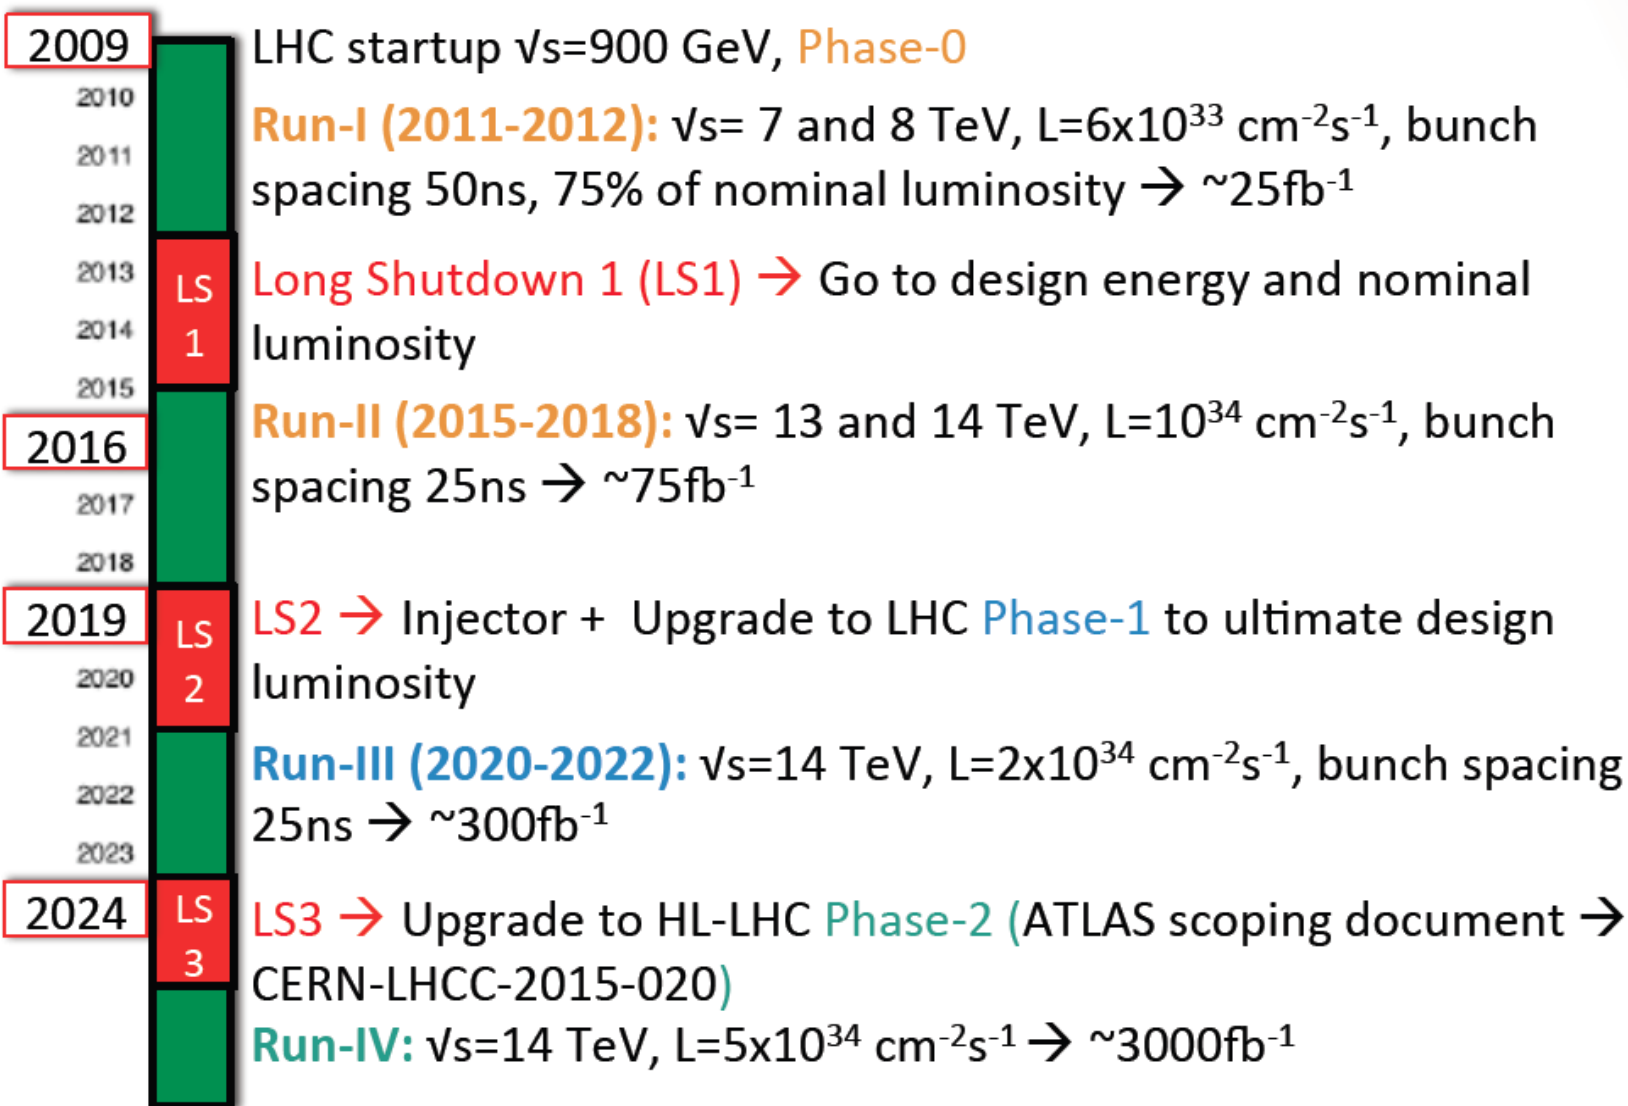 2009
LHC startup √s=900 GeV, Phase-0
2010
Run-I (2011-2012): √s= 7 and 8 TeV, L=6x10³³ cm⁻²s⁻¹, bunch
2011
spacing 50ns, 75% of nominal luminosity → ~25fb⁻¹
2012
2013
LS
1
Long Shutdown 1 (LS1) → Go to design energy and nominal
2014
luminosity
2015
Run-II (2015-2018): √s= 13 and 14 TeV, L=10³⁴ cm⁻²s⁻¹, bunch
2016
spacing 25ns → ~75fb⁻¹
2017
2018
2019
LS
2
LS2 → Injector + Upgrade to LHC Phase-1 to ultimate design
2020
luminosity
2021
Run-III (2020-2022): √s=14 TeV, L=2x10³⁴ cm⁻²s⁻¹, bunch spacing
2022
25ns → ~300fb⁻¹
2023
2024
LS
3
LS3 → Upgrade to HL-LHC Phase-2 (ATLAS scoping document →
CERN-LHCC-2015-020)
Run-IV: √s=14 TeV, L=5x10³⁴ cm⁻²s⁻¹ → ~3000fb⁻¹